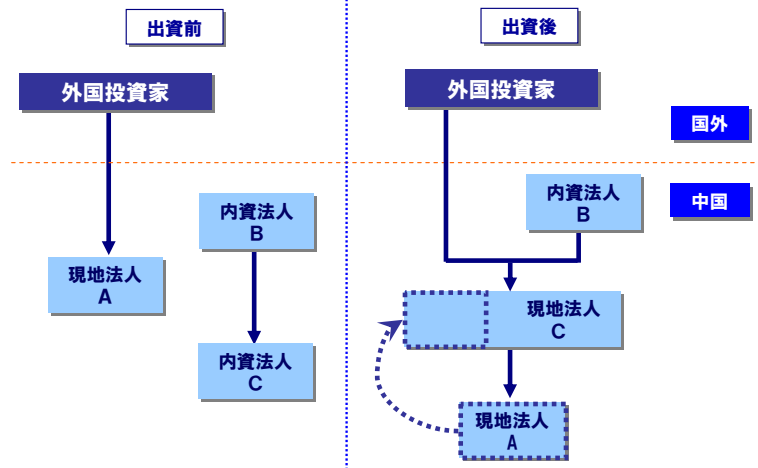 出資前
出資後
外国投資家
外国投資家
国外
中国
内資法人
B
内資法人
B
現地法人
A
現地法人
C
内資法人
C
現地法人
A